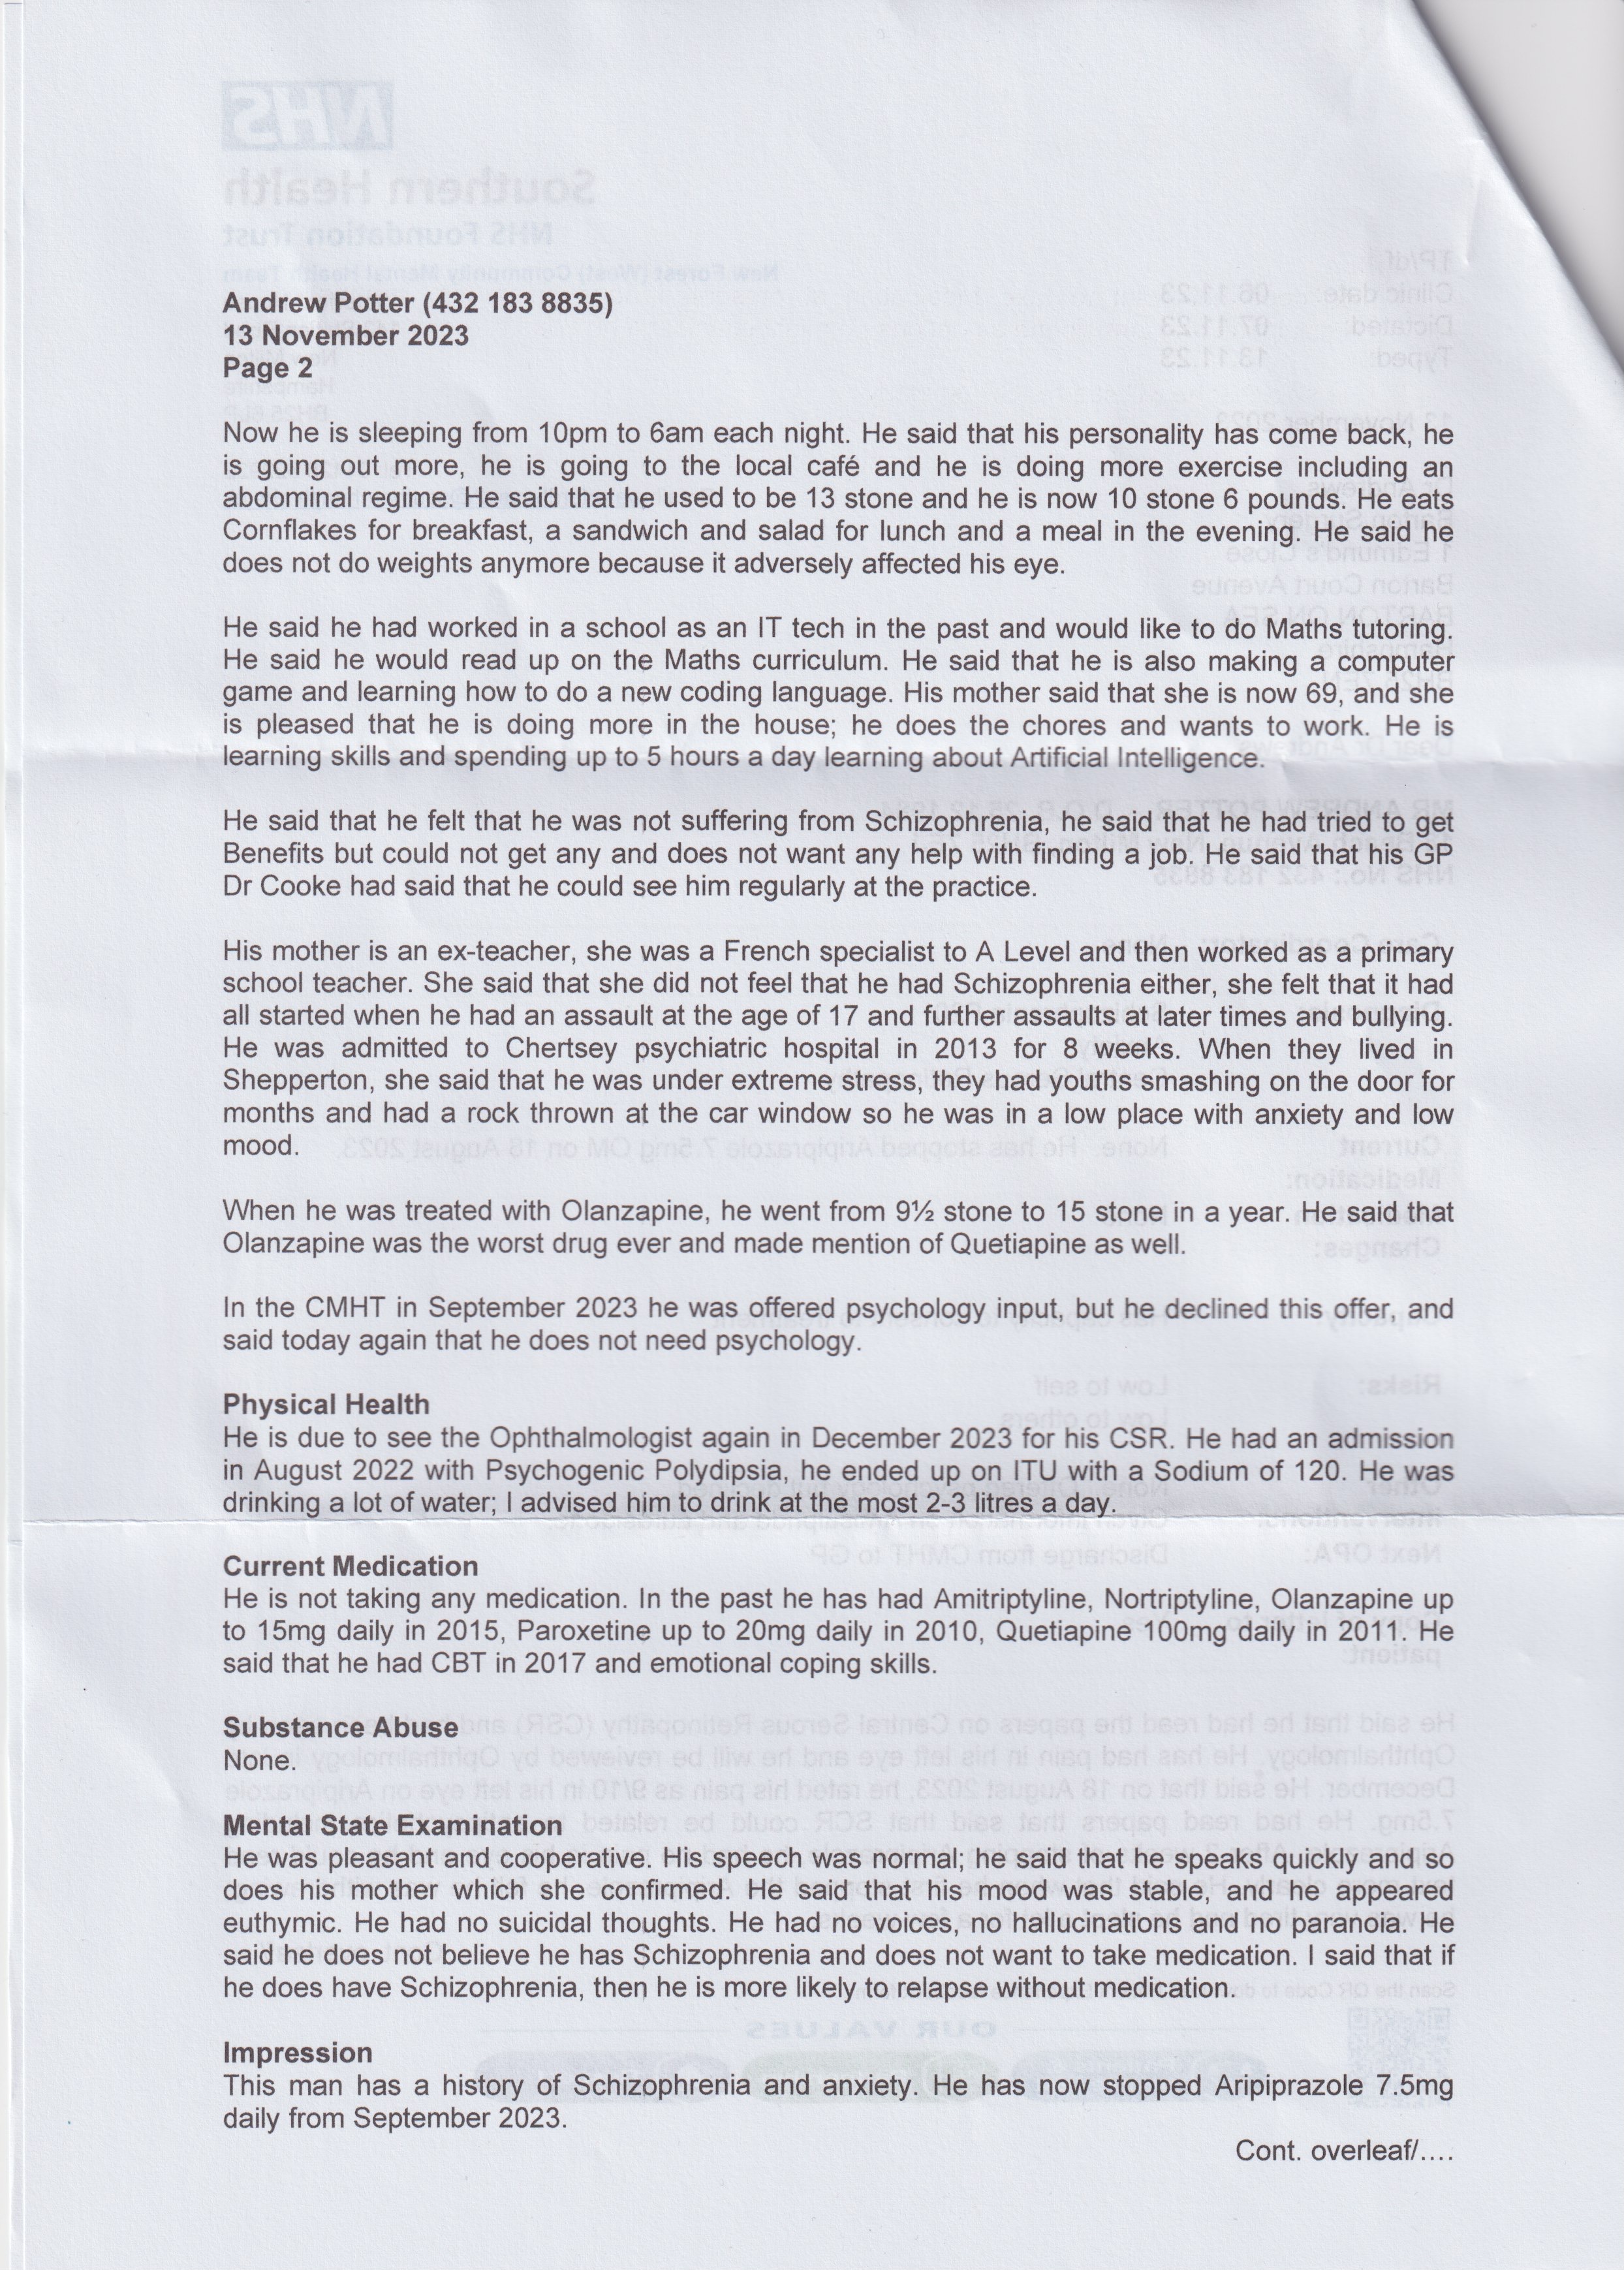 Andrew Potter (432 183 8835)
13 November 2023
Page 2
Now he is sleeping from 10pm to 6am each night. He said that his personality has come back, he
is going out more, he is going to the local café and he is doing more exercise including an
abdominal regime. He said that he used to be 13 stone and he is now 10 stone 6 pounds. He eats
Cornflakes for breakfast, a sandwich and salad for lunch and a meal in the evening. He said he
does not do weights anymore because it adversely affected his eye.
He said he had worked in a school as an IT tech in the past and would like to do Maths tutoring.
He said he would read up on the Maths curriculum. He said that he is also making a computer
game and learning how to do a new coding language. His mother said that she is now 69, and she
is pleased that he is doing more in the house; he does the chores and wants to work. He is
learning skills and spending up to 5 hours a day learning about Artificial Intelligence.
He said that he felt that he was not suffering from Schizophrenia, he said that he had tried to get
Benefits but could not get any and does not want any help with finding a job. He said that his GP
Dr Cooke had said that he could see him regularly at the practice.
His mother is an ex-teacher, she was a French specialist to A Level and then worked as a primary
school teacher. She said that she did not feel that he had Schizophrenia either, she felt that it had
all started when he had an assault at the age of 17 and further assaults at later times and bullying.
He was admitted to Chertsey psychiatric hospital in 2013 for 8 weeks. When they lived in
Shepperton, she said that he was under extreme stress, they had youths smashing on the door for
months and had a rock thrown at the car window so he was in a low place with anxiety and low
mood.
When he was treated with Olanzapine, he went from 9½ stone to 15 stone in a year. He said that
Olanzapine was the worst drug ever and made mention of Quetiapine as well.
In the CMHT in September 2023 he was offered psychology input, but he declined this offer, and
said today again that he does not need psychology.
Physical Health
He is due to see the Ophthalmologist again in December 2023 for his CSR. He had an admission
in August 2022 with Psychogenic Polydipsia, he ended up on ITU with a Sodium of 120. He was
drinking a lot of water; I advised him to drink at the most 2-3 litres a day.
Current Medication
He is not taking any medication. In the past he has had Amitriptyline, Nortriptyline, Olanzapine up
to 15mg daily in 2015, Paroxetine up to 20mg daily in 2010, Quetiapine 100mg daily in 2011. He
said that he had CBT in 2017 and emotional coping skills.
Substance Abuse
None.
Mental State Examination
He was pleasant and cooperative. His speech was normal; he said that he speaks quickly and so
does his mother which she confirmed. He said that his mood was stable, and he appeared
euthymic. He had no suicidal thoughts. He had no voices, no hallucinations and no paranoia. He
said he does not believe he has Schizophrenia and does not want to take medication. I said that if
he does have Schizophrenia, then he is more likely to relapse without medication.
Impression
This man has a history of Schizophrenia and anxiety. He has now stopped Aripiprazole 7.5mg
daily from September 2023.
Cont. overleaf/....